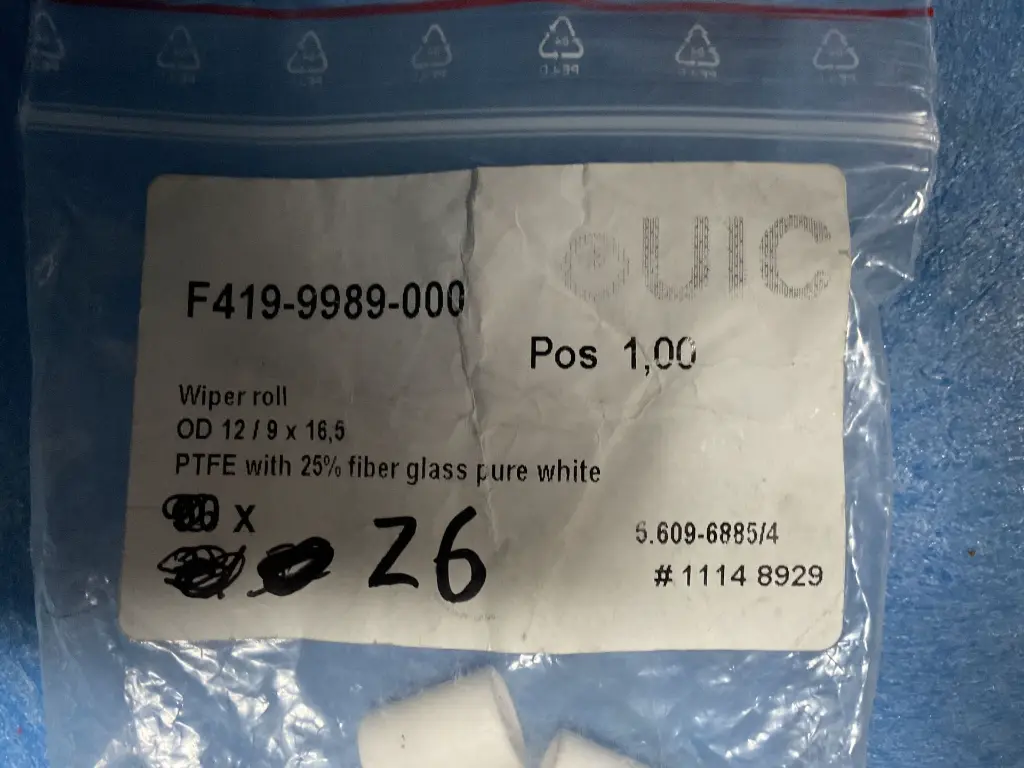 UIC
F419-9989-000
Pos 1,00
Wiper roll
OD 12 / 9 x 16,5
PTFE with 25% fiber glass pure white
x
26
5.609-6885/4
# 1114 8929